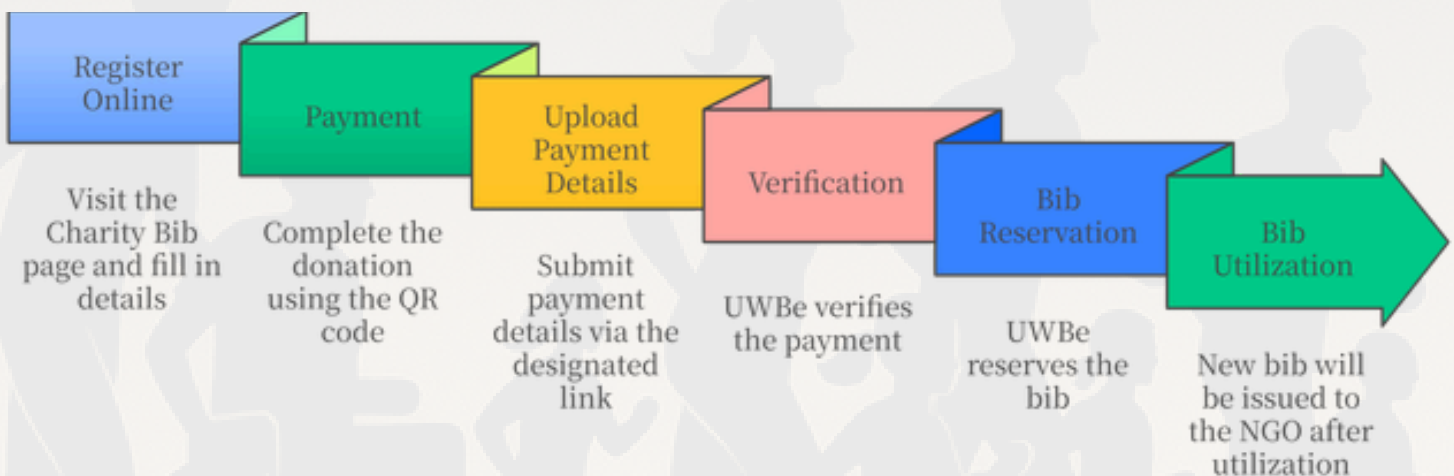 Register
Online
Visit the
Charity Bib
page and fill in
details
Payment
Complete the
donation
using the QR
code
Upload
Payment
Details
Submit
payment
details via the
designated
link
Verification
UWBe verifies
the payment
Bib
Reservation
UWBe
reserves the
bib
Bib
Utilization
New bib will
be issued to
the NGO after
utilization